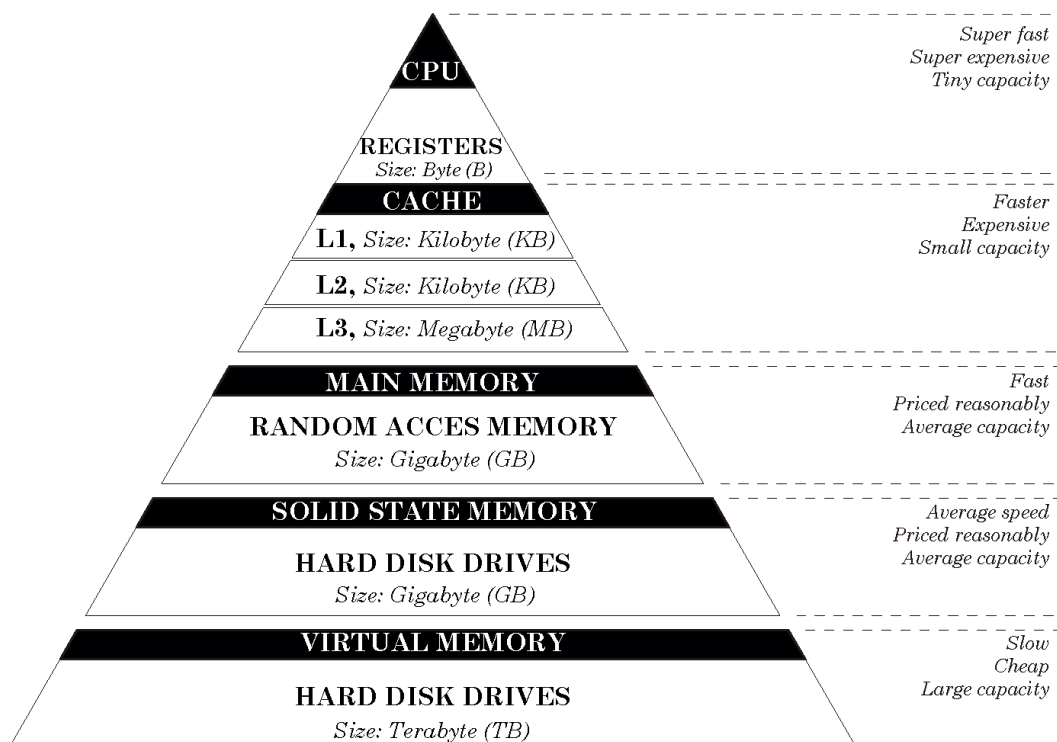 CPU
Super fast
Super expensive
Tiny capacity
REGISTERS
Size: Byte (B)
CACHE
Faster
Expensive
Small capacity
L1, Size: Kilobyte (KB)
L2, Size: Kilobyte (KB)
L3, Size: Megabyte (MB)
MAIN MEMORY
Fast
Priced reasonably
Average capacity
RANDOM ACCES MEMORY
Size: Gigabyte (GB)
SOLID STATE MEMORY
Average speed
Priced reasonably
Average capacity
HARD DISK DRIVES
Size: Gigabyte (GB)
VIRTUAL MEMORY
Slow
Cheap
Large capacity
HARD DISK DRIVES
Size: Terabyte (TB)